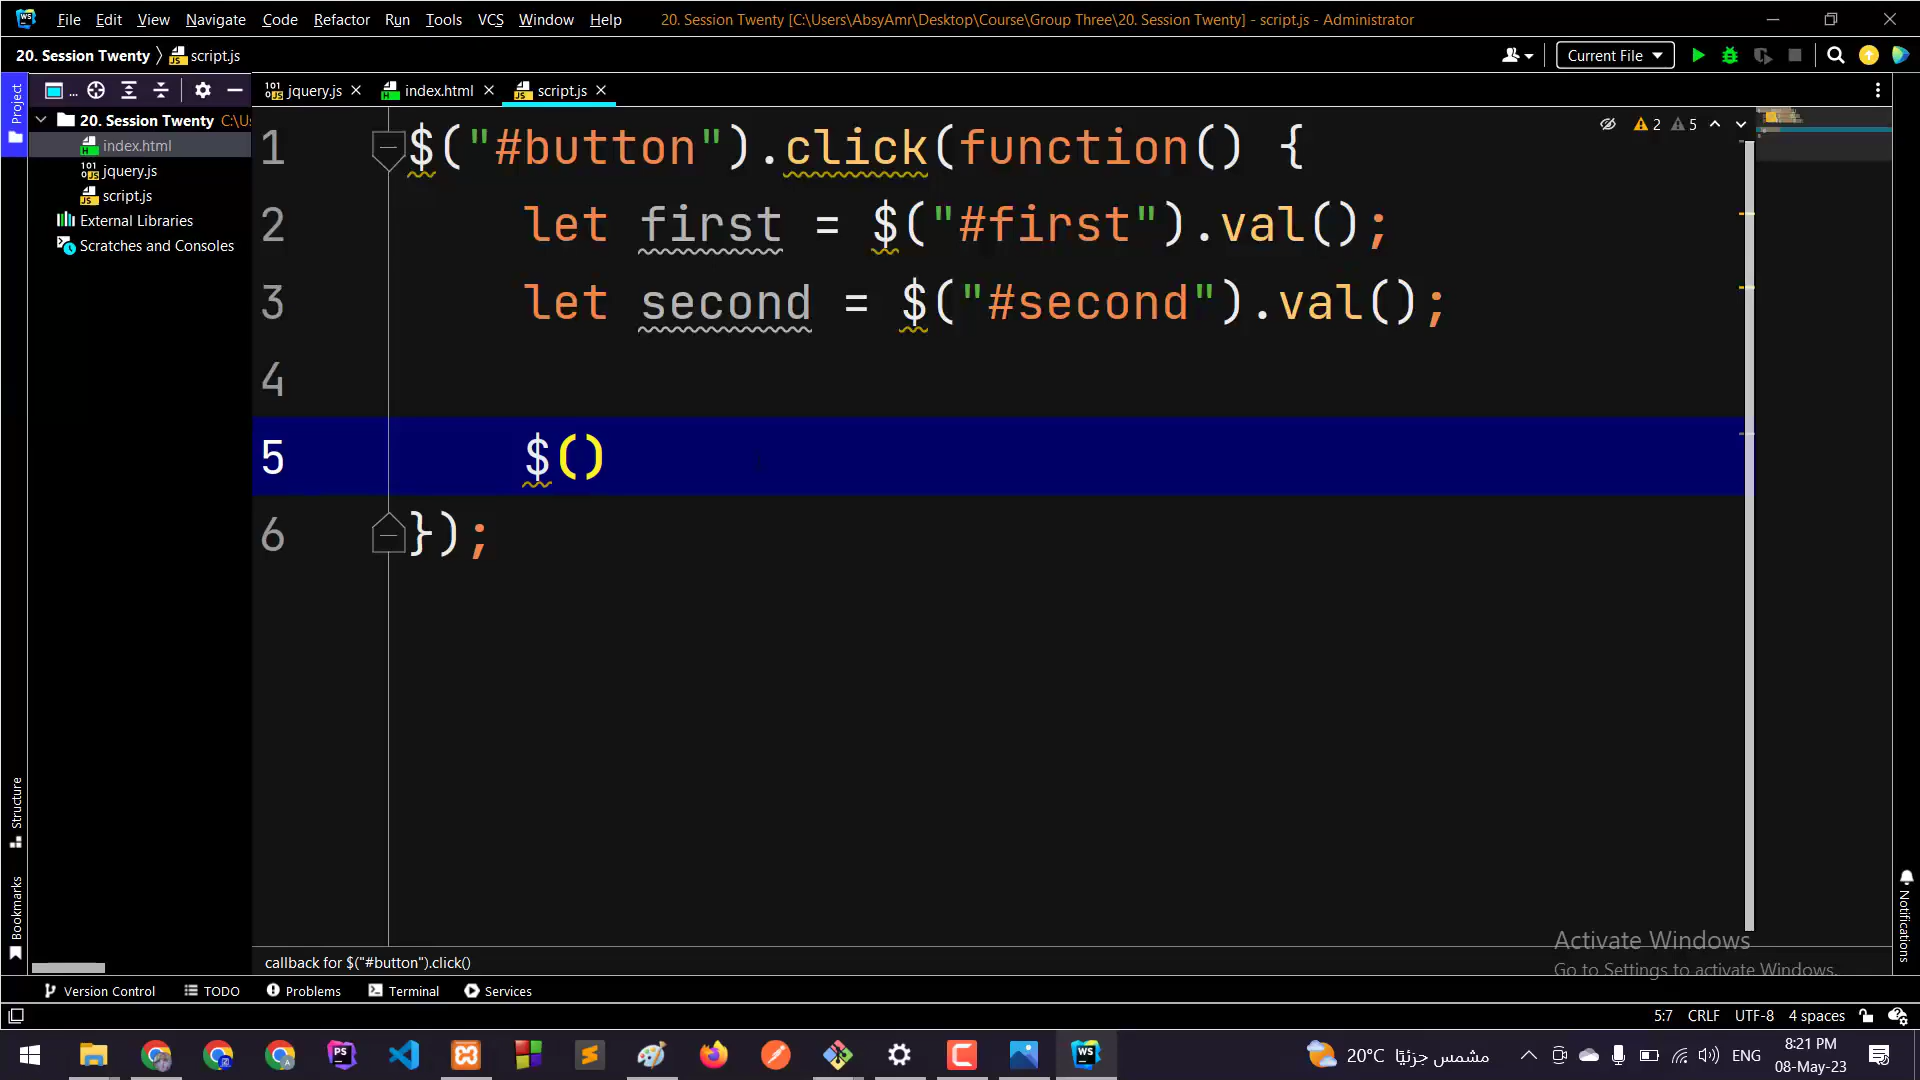 File Edit View Navigate Code Refactor Run Tools VCS Window Help 20. Session Twenty [C:\Users\AbsyAmr\Desktop\Course\Group Three\20. Session Twenty] - script.js - Administrator
20. Session Twenty script.js Current File
Project ... jquery.js index.html script.js
20. Session Twenty C:\U
index.html
jquery.js
script.js
External Libraries
Scratches and Consoles
2 5
1 $("#button").click(function() {
2 let first = $("#first").val();
3 let second = $("#second").val();
4
5 $()
6 });
Structure
Bookmarks
Notifications
Activate Windows
Go to Settings to activate Windows.
callback for $("#button").click()
Version Control TODO Problems Terminal Services
5:7 CRLF UTF-8 4 spaces
20°C مشمس جزئيًا ENG 8:21 PM
08-May-23